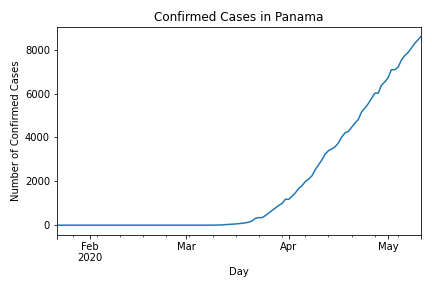 Confirmed Cases in Panama
Number of Confirmed Cases
8000
6000
4000
2000
0
Feb Mar Apr May
2020
Day